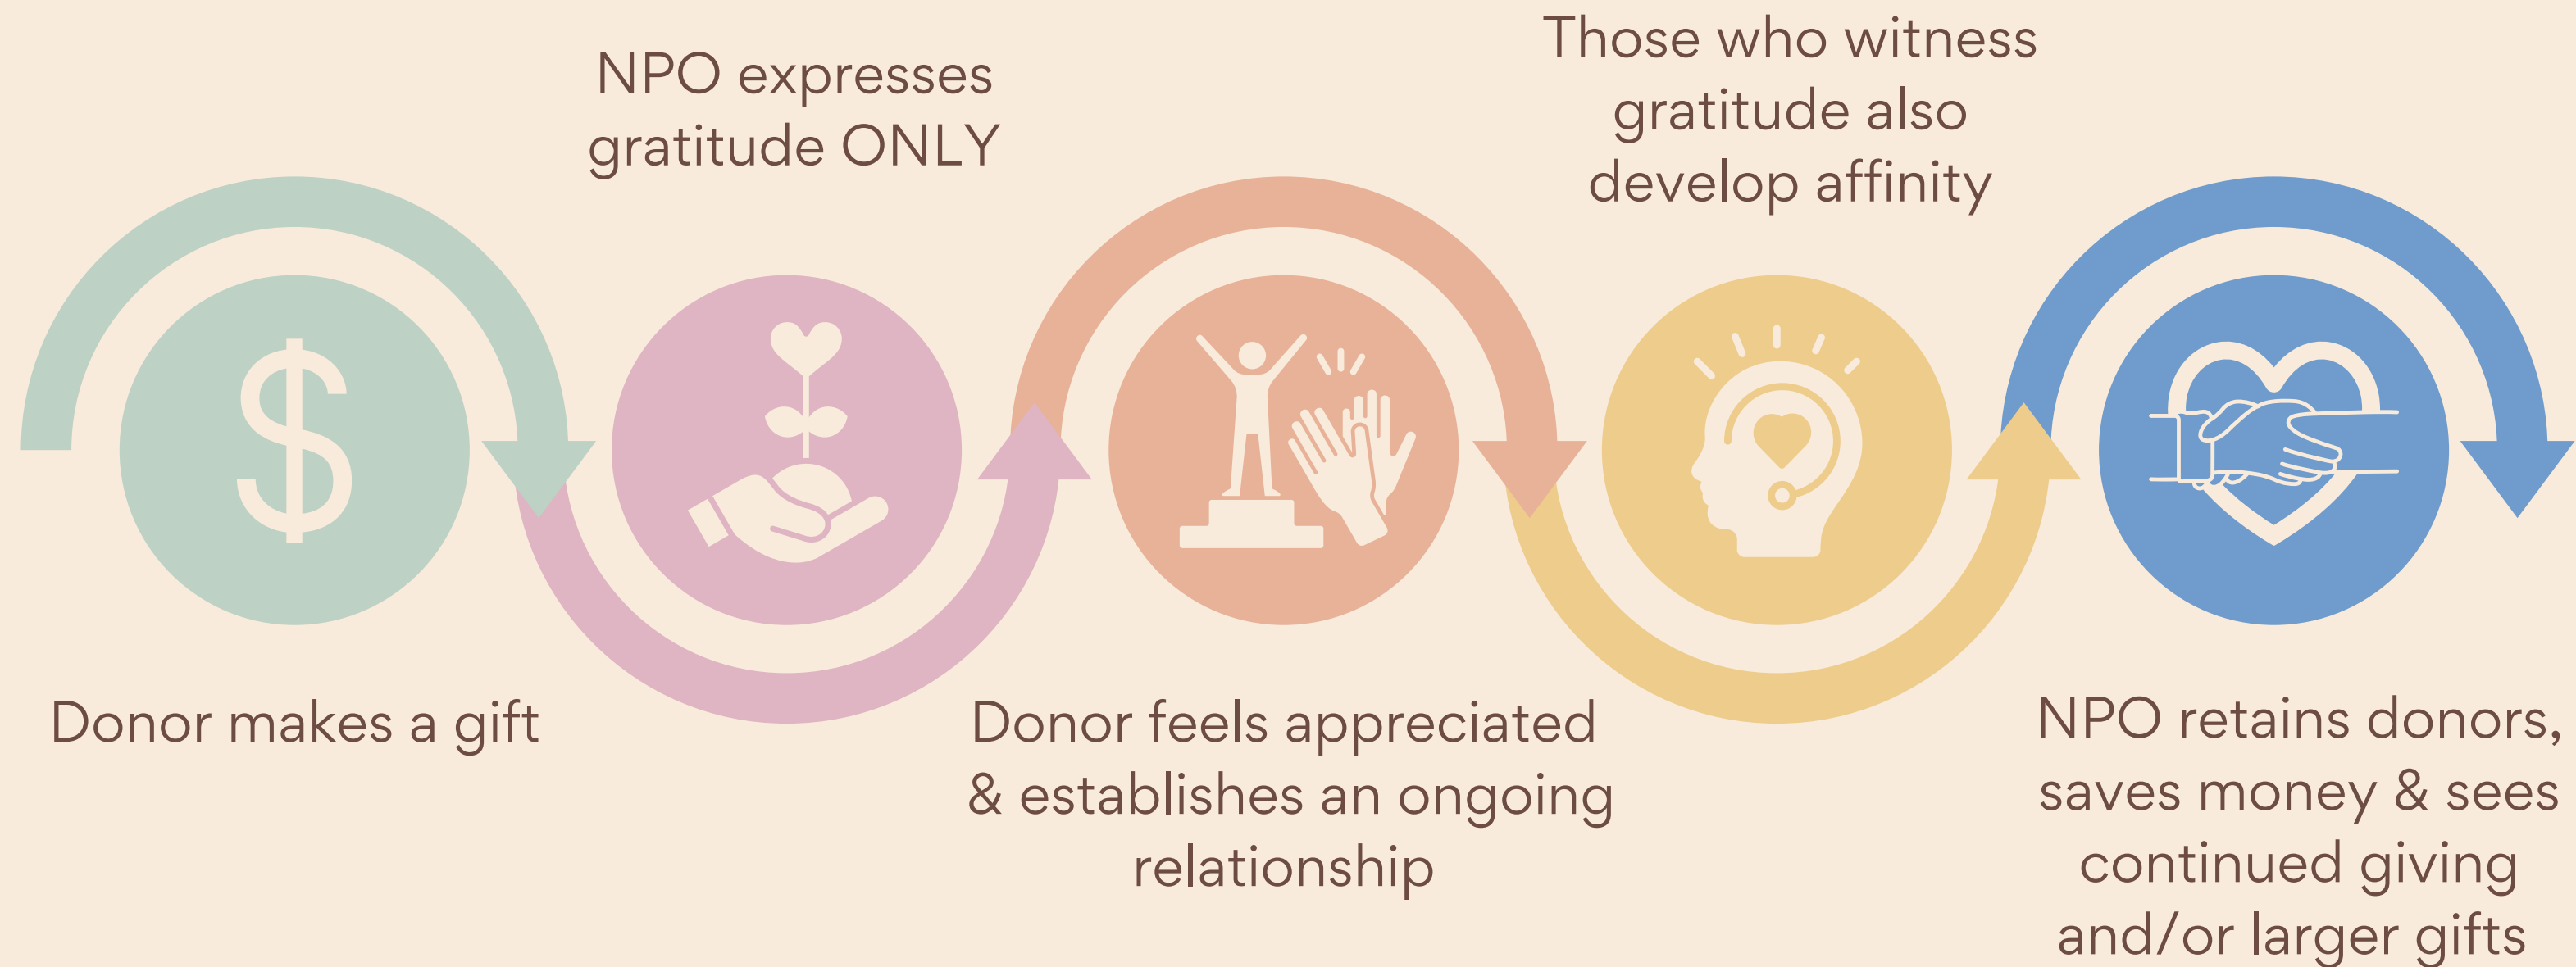 Donor makes a gift
NPO expresses
gratitude ONLY
Donor feels appreciated
& establishes an ongoing
relationship
Those who witness
gratitude also
develop affinity
NPO retains donors,
saves money & sees
continued giving
and/or larger gifts